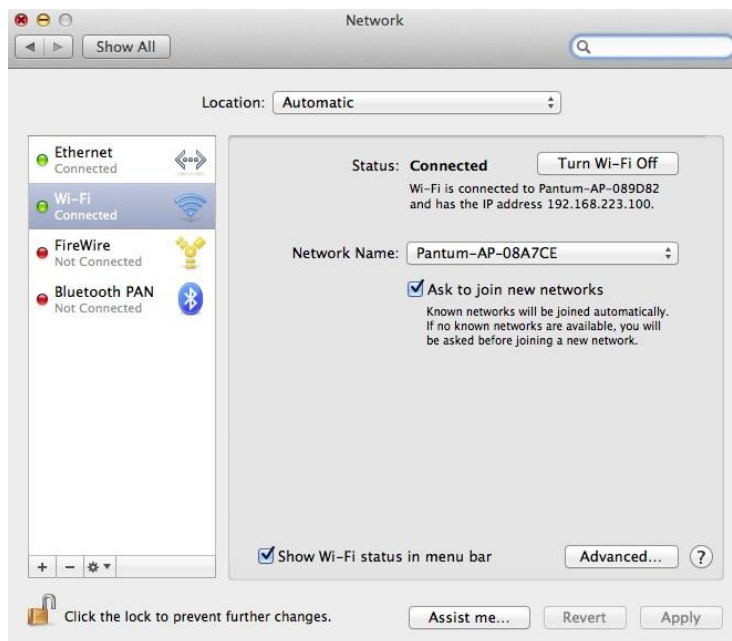 Network
Show All
Location: Automatic
Ethernet
Connected
Wi-Fi
Connected
FireWire
Not Connected
Bluetooth PAN
Not Connected
Status: Connected
Turn Wi-Fi Off
Wi-Fi is connected to Pantum-AP-089D82
and has the IP address 192.168.223.100.
Network Name: Pantum-AP-08A7CE
Ask to join new networks
Known networks will be joined automatically.
If no known networks are available, you will
be asked before joining a new network.
Show Wi-Fi status in menu bar
Advanced...
?
Click the lock to prevent further changes.
Assist me...
Revert
Apply